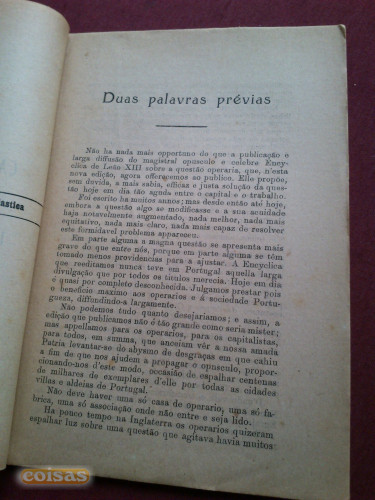 Duas palavras prévias
Não ha nada mais opportuno do que a publicação e
larga diffusão do magistral opusculo e celebre Ency-
clica de Leão XIII sobre a questão operaria, que, n'esta
nova edição, agora offerecemos ao publico. Elle propõe,
sem duvida, a mais sabia, efficaz e justa solução da ques-
tão hoje em dia tão aguda entre o capital e o trabalho.
Foi escrito ha muitos annos; mas desde então até hoje,
embora a questão algo se modificasse e a sua acuidade
haja notavelmente augmentado, nada melhor, nada mais
equitativo, nada mais claro, nada mais capaz de resolver
esse formidavel problema appareceu.
Em parte alguma a magna questão se apresenta mais
grave do que entre nós, porque em parte alguma se têm
tomado menos providencias para a ajustar. A Encyclica
que reeditamos nunca teve em Portugal aquella larga
divulgação que por todos os titulos merecia. Hoje em dia
é quasi por completo desconhecida. Julgamos prestar pois
o beneficio maximo aos operarios e á sociedade Portu-
gueza, diffundindo-a largamente.
Não podemos tudo quanto desejariamos; e assim, a
edição que publicamos não é tão grande como seria mister;
mas appellamos para os operarios, para os capitalistas,
para todos, em summa, que anceiam vêr a nossa amada
Patria levantar-se do abysmo de desgraças em que cahiu
a fim de que nos ajudem a propagar o opusculo, propor-
cionando-nos d'este modo, occasião de espalhar centenas
de milhares de exemplares d'elle por todas as cidades
villas e aldeias de Portugal.
Não deve haver uma só casa de operario, uma só fa-
brica, uma só associação onde não entre e seja lido.
Ha pouco tempo na Inglaterra os operarios quizeram
espalhar luz sobre uma questão que agitava havia muitos
coisas